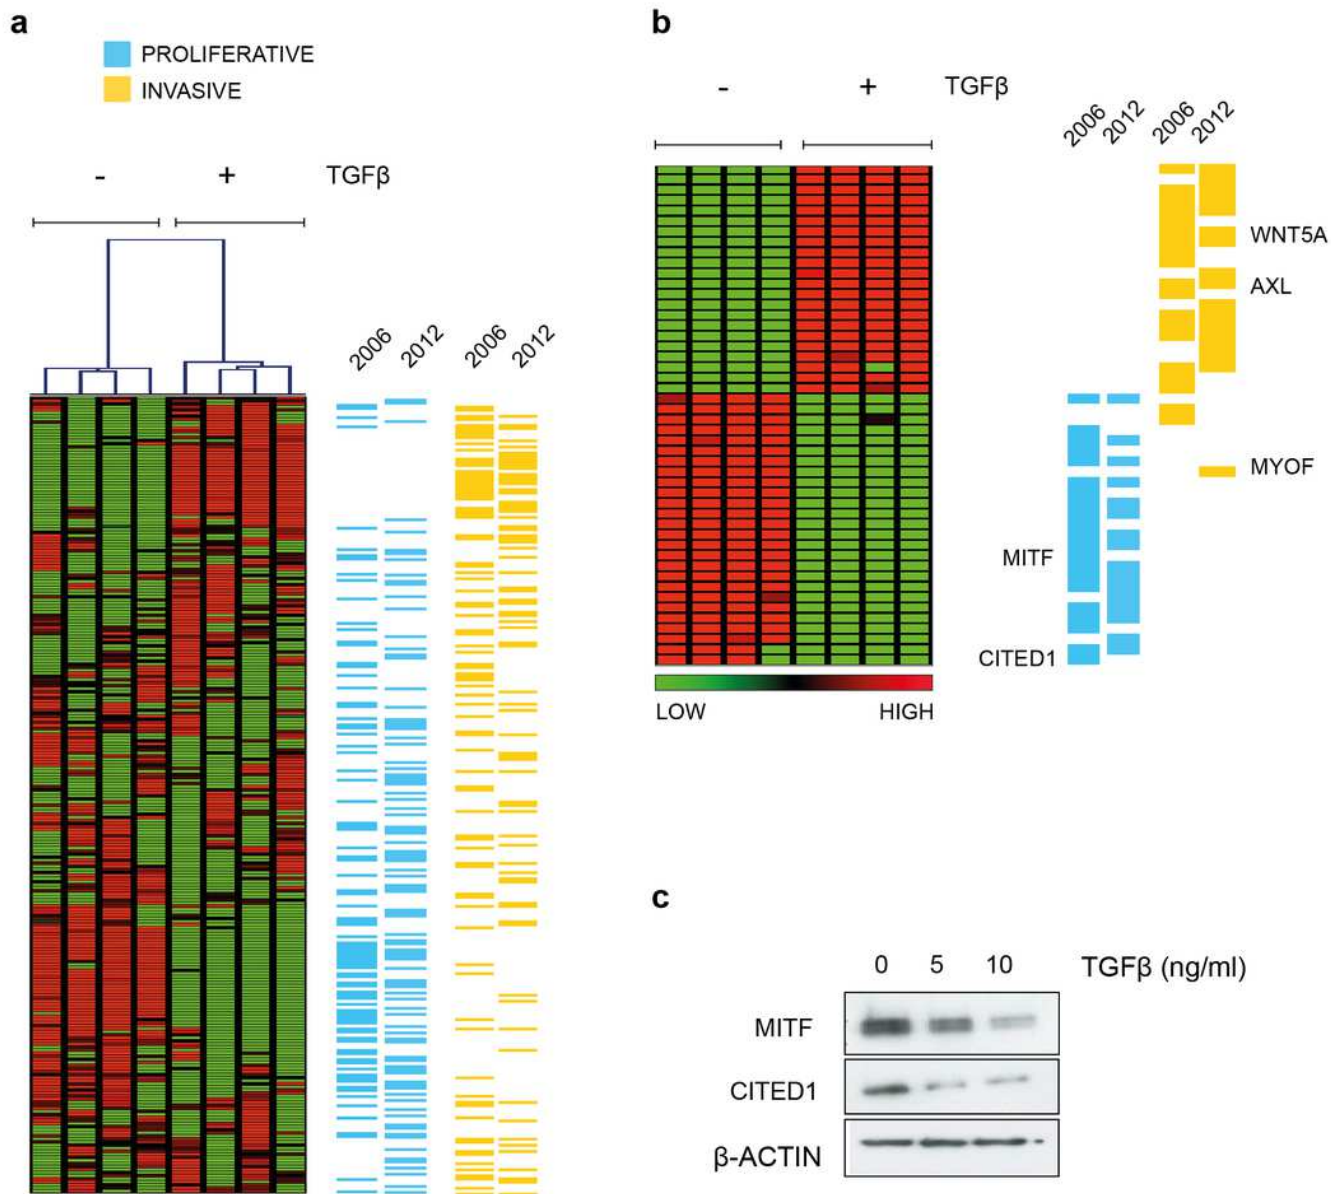 a
PROLIFERATIVE
INVASIVE
- + TGFβ
2006 2012 2006 2012
b
- + TGFβ
2006 2012 2006 2012
WNT5A
AXL
MYOF
MITF
CITED1
LOW HIGH
c
0 5 10 TGFβ (ng/ml)
MITF
CITED1
β-ACTIN